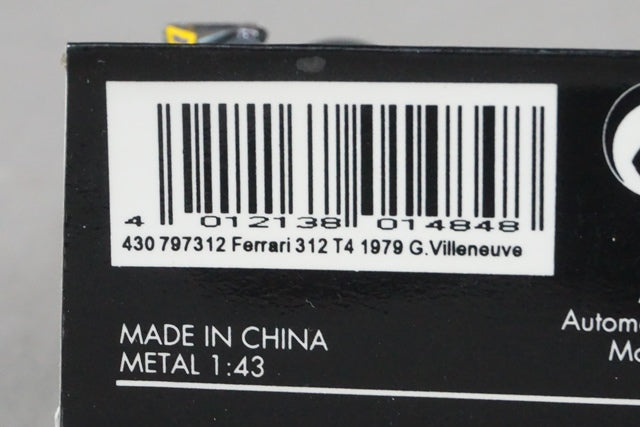 4 012138 014848
430 797312 Ferrari 312 T4 1979 G.Villeneuve
MADE IN CHINA
METAL 1:43